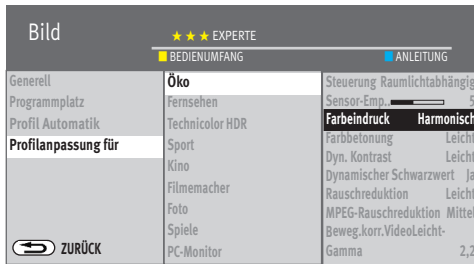 Bild
★★★ EXPERTE
BEDIENUMFANG
ANLEITUNG
Generell
Programmplatz
Profil Automatik
Profilanpassung für
ZURÜCK
Öko
Fernsehen
Technicolor HDR
Sport
Kino
Filmemacher
Foto
Spiele
PC-Monitor
Steuerung Raumlichtabhängig
Sensor-Emp.. 5
Farbeindruck Harmonisch
Farbbetonung Leicht
Dyn. Kontrast Leicht
Dynamischer Schwarzwert Ja
Rauschreduktion Leicht
MPEG-Rauschreduktion Mittel
Beweg.korr.VideoLeicht-
Gamma 2,2